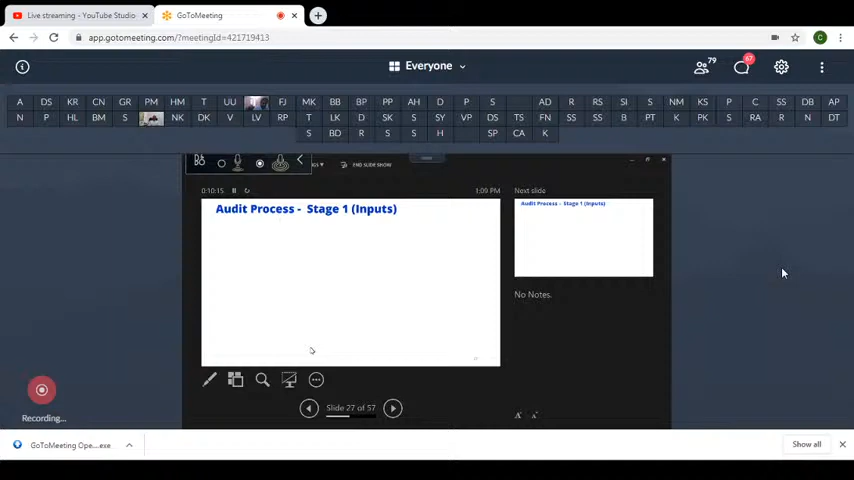 Live streaming - YouTube Studio
GoToMeeting
app.gotomeeting.com/?meetingId=421719413
C
Everyone
79
67
A DS KR CN GR PM HM T UU FJ MK BB BP PP AH D P S AD R RS SI S NM KS P C SS DB AP
N P HL BM S NK DK V LV RP T LK D SK S SY VP DS TS FN SS SS B PT K PK S RA R N DT
S BD R S S H SP CA K
END SLIDE SHOW
0:10:15
1:09 PM
Next slide
Audit Process - Stage 1 (Inputs)
Audit Process - Stage 1 (Inputs)
No Notes.
Slide 27 of 57
A A
Recording...
GoToMeeting Ope....exe
Show all